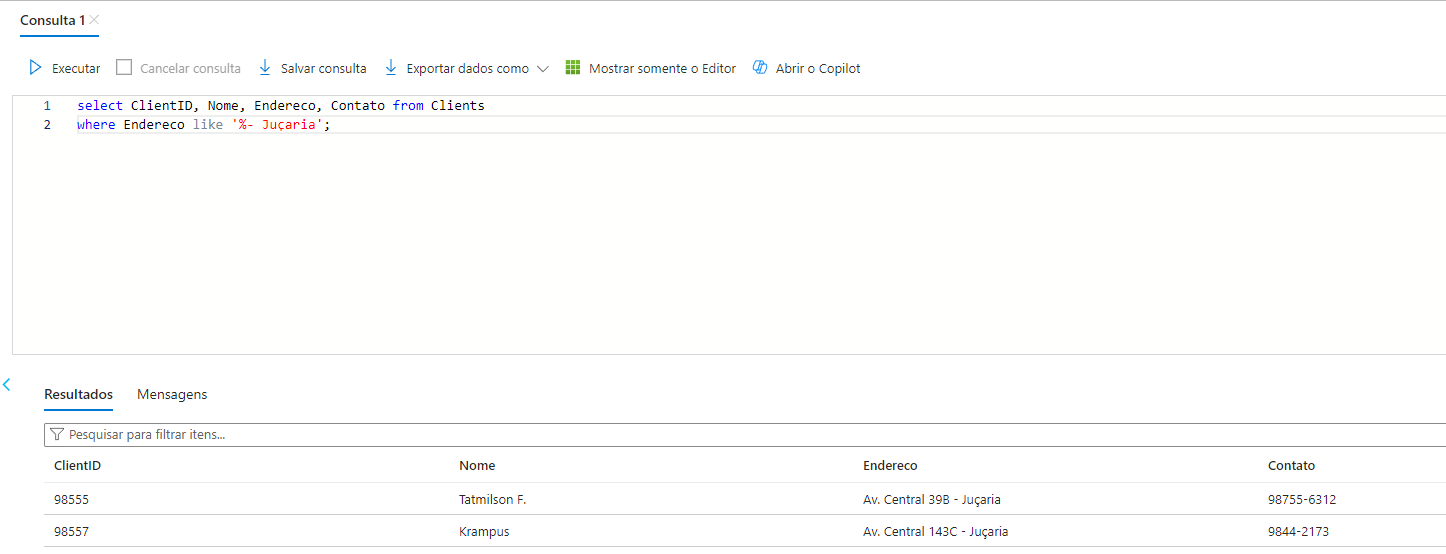 Consulta 1
Executar Cancelar consulta Salvar consulta Exportar dados como Mostrar somente o Editor Abrir o Copilot
1 select ClientID, Nome, Endereco, Contato from Clients
2 where Endereco like '%- Juçaria';
Resultados Mensagens
Pesquisar para filtrar itens...
ClientID Nome Endereco Contato
98555 Tatmilson F. Av. Central 39B - Juçaria 98755-6312
98557 Krampus Av. Central 143C - Juçaria 9844-2173